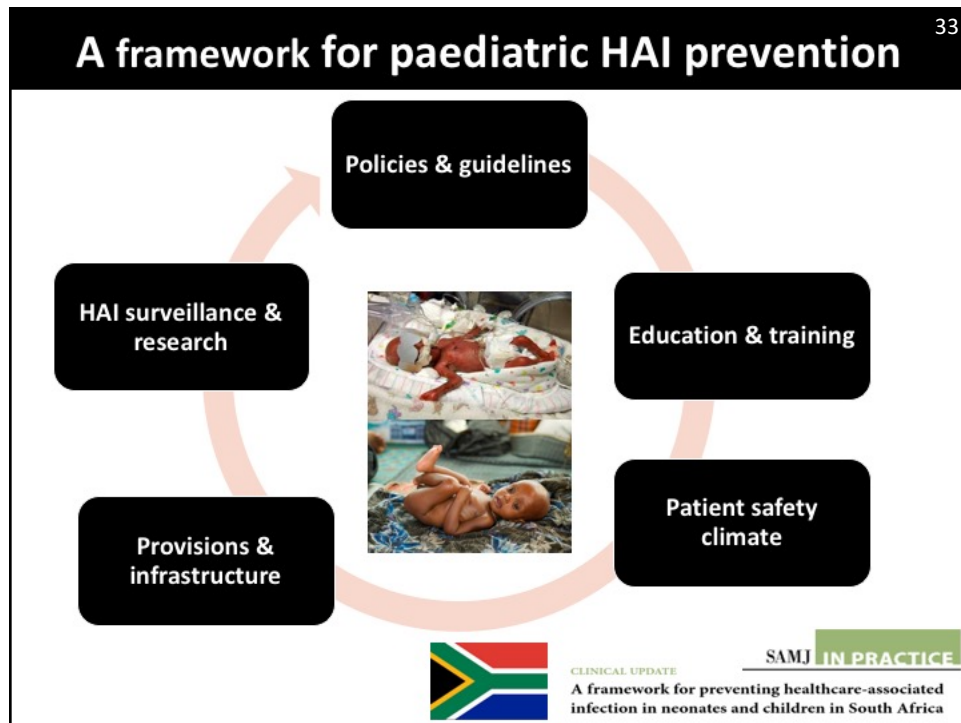 33
A framework for paediatric HAI prevention
Policies & guidelines
Education & training
Patient safety
climate
Provisions &
infrastructure
HAI surveillance &
research
SAMJ IN PRACTICE
CLINICAL UPDATE
A framework for preventing healthcare-associated
infection in neonates and children in South Africa